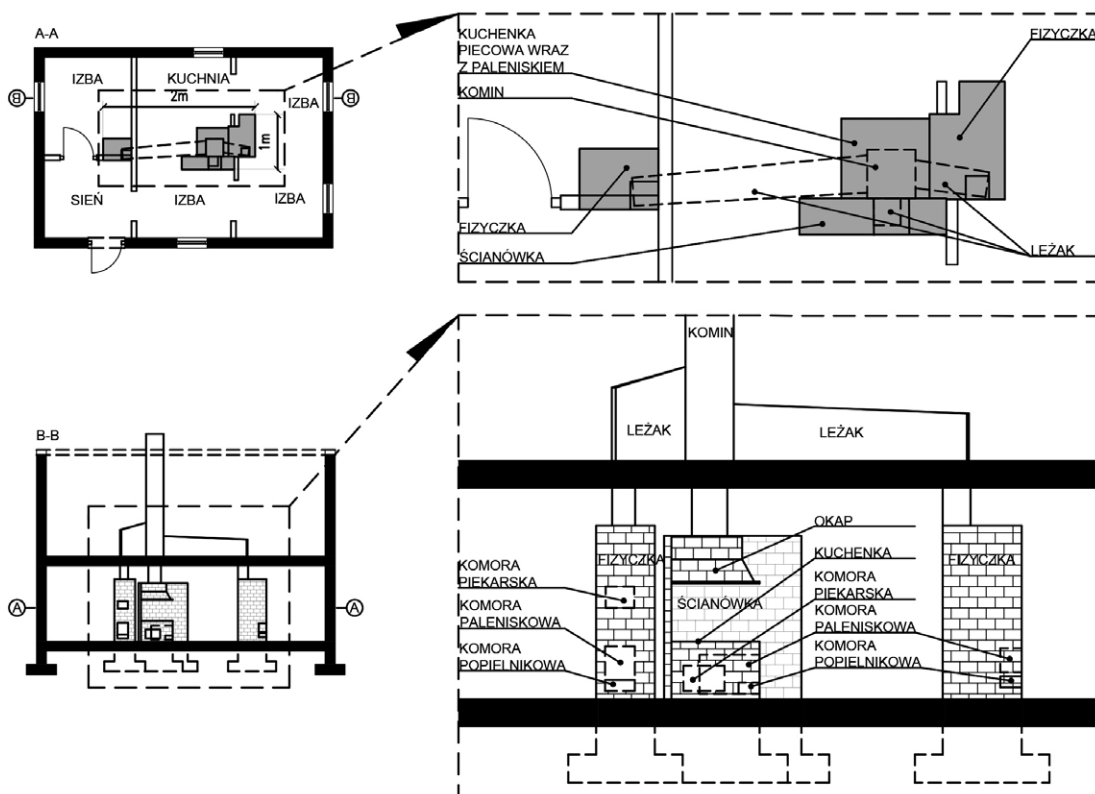 A-A
IZBA
KUCHNIA
IZBA
2m
1m
SIEŃ
IZBA
IZBA
B
B
KUCHENKA
PIECOWA WRAZ
Z PALENISKIEM
KOMIN
FIZYCZKA
FIZYCZKA
ŚCIANÓWKA
LEŻAK
B-B
A
A
KOMIN
LEŻAK
LEŻAK
OKAP
KUCHENKA
FIZYCZKA
FIZYCZKA
KOMORA
PIEKARSKA
KOMORA
PIEKARSKA
ŚCIANÓWKA
KOMORA
PALENISKOWA
KOMORA
PALENISKOWA
KOMORA
POPIELNIKOWA
KOMORA
POPIELNIKOWA